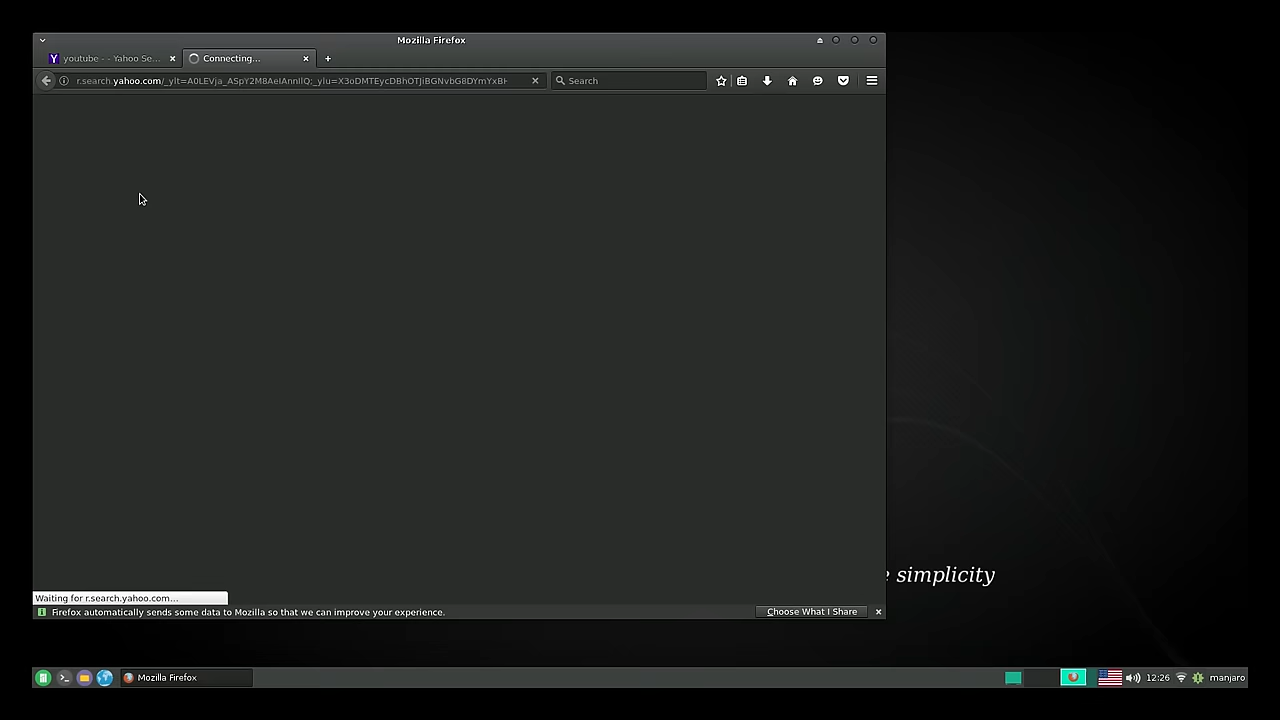 Mozilla Firefox
youtube - - Yahoo Se...
Connecting...
Search
simplicity
Waiting for r.search.yahoo.com...
Firefox automatically sends some data to Mozilla so that we can improve your experience.
Choose What I Share
Mozilla Firefox
12:26
manjaro